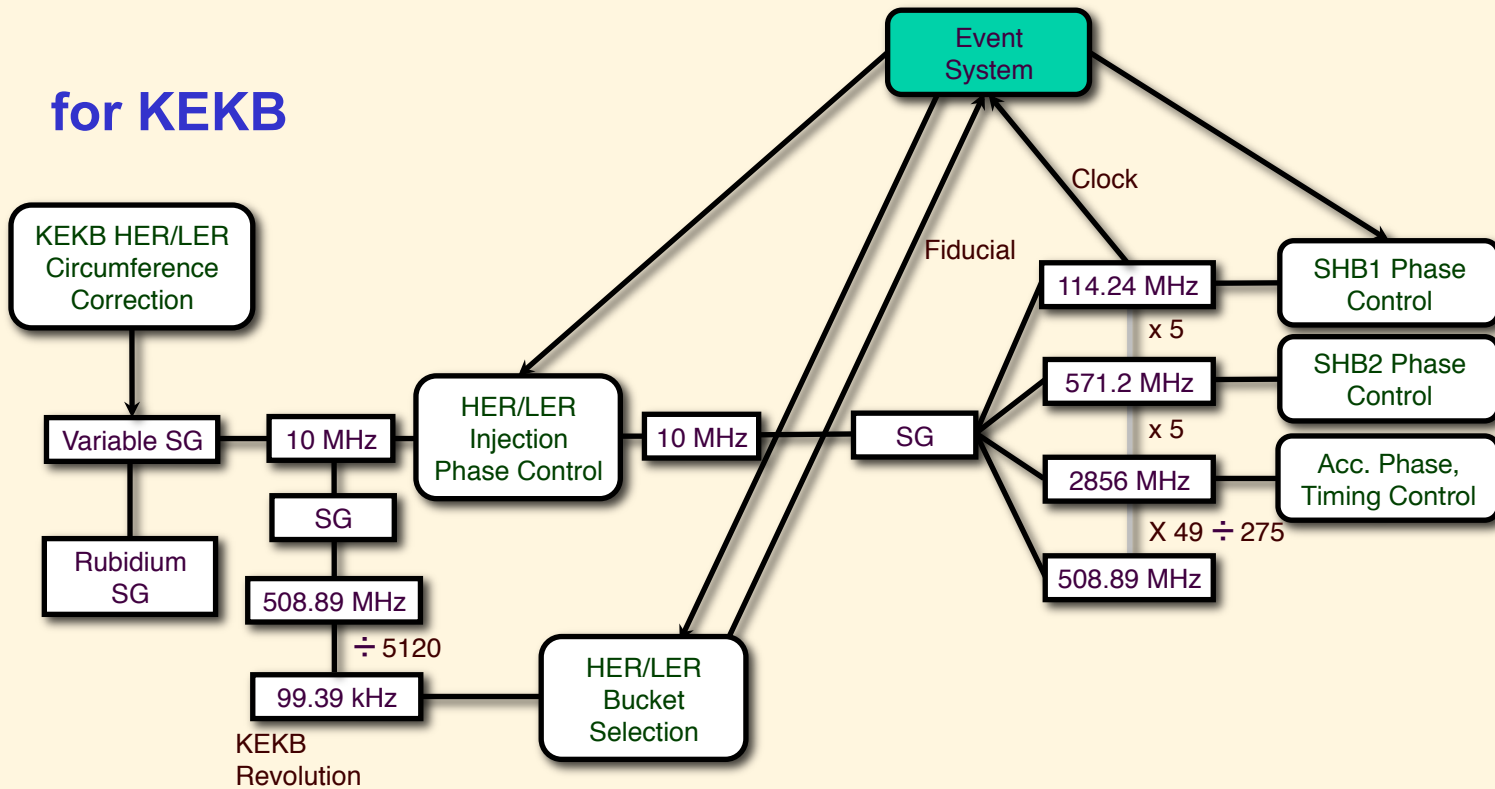 Event
System
for KEKB
Clock
KEKB HER/LER
Circumference
Correction
Fiducial
114.24 MHz
SHB1 Phase
Control
x 5
571.2 MHz
SHB2 Phase
Control
HER/LER
Injection
Phase Control
Variable SG
10 MHz
10 MHz
SG
x 5
2856 MHz
Acc. Phase,
Timing Control
SG
X 49 ÷ 275
Rubidium
SG
508.89 MHz
508.89 MHz
÷ 5120
HER/LER
Bucket
Selection
99.39 kHz
KEKB
Revolution